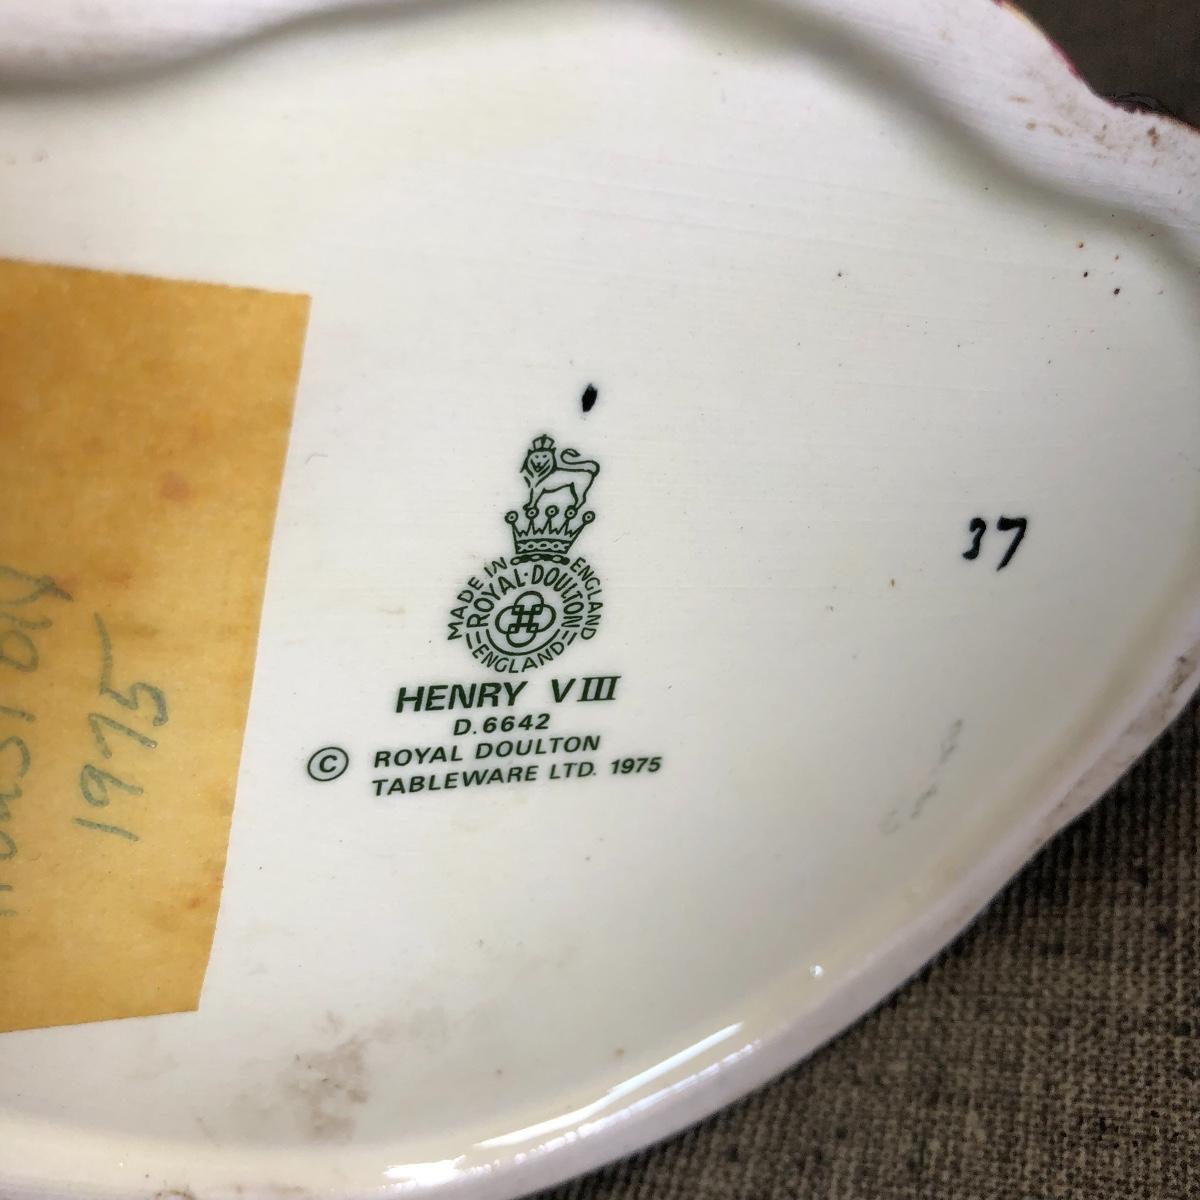 37
MADE IN ENGLAND
ROYAL·DOULTON
ENGLAND
HENRY VIII
D.6642
© ROYAL DOULTON
TABLEWARE LTD. 1975
1975